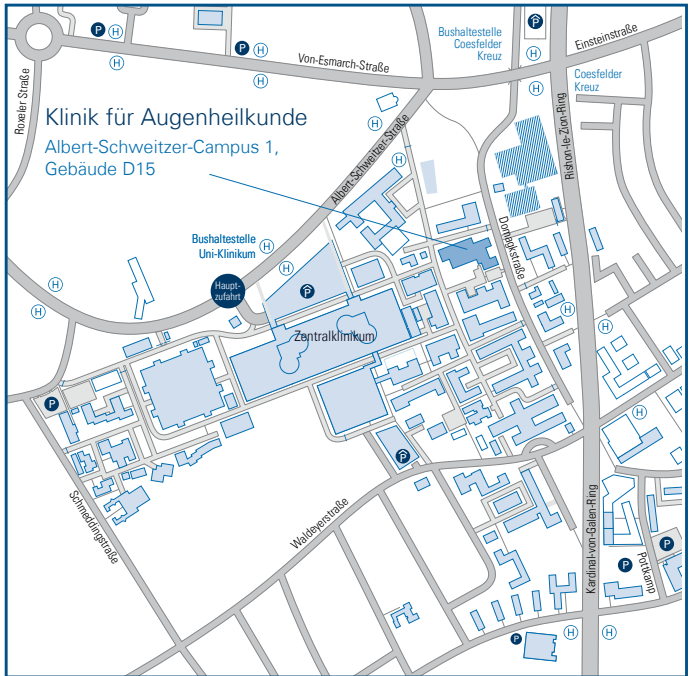 P
H
H
P
H
H
Von-Esmarch-Straße
Bushaltestelle
Coesfelder
Kreuz
P
H
H
Einsteinstraße
Coesfelder
Kreuz
Roxeler Straße
Klinik für Augenheilkunde
Albert-Schweitzer-Campus 1,
Gebäude D15
H
Albert-Schweitzer-Straße
H
Rishon-le-Zion-Ring
Domagkstraße
Bushaltestelle
Uni-Klinikum
H
H
Haupt-
zufahrt
P
H
H
Zentralklinikum
H
H
P
H
P
Schmeddingstraße
Waldeyerstraße
Kardinal-von-Galen-Ring
P
P
Pottkamp
P
H
H